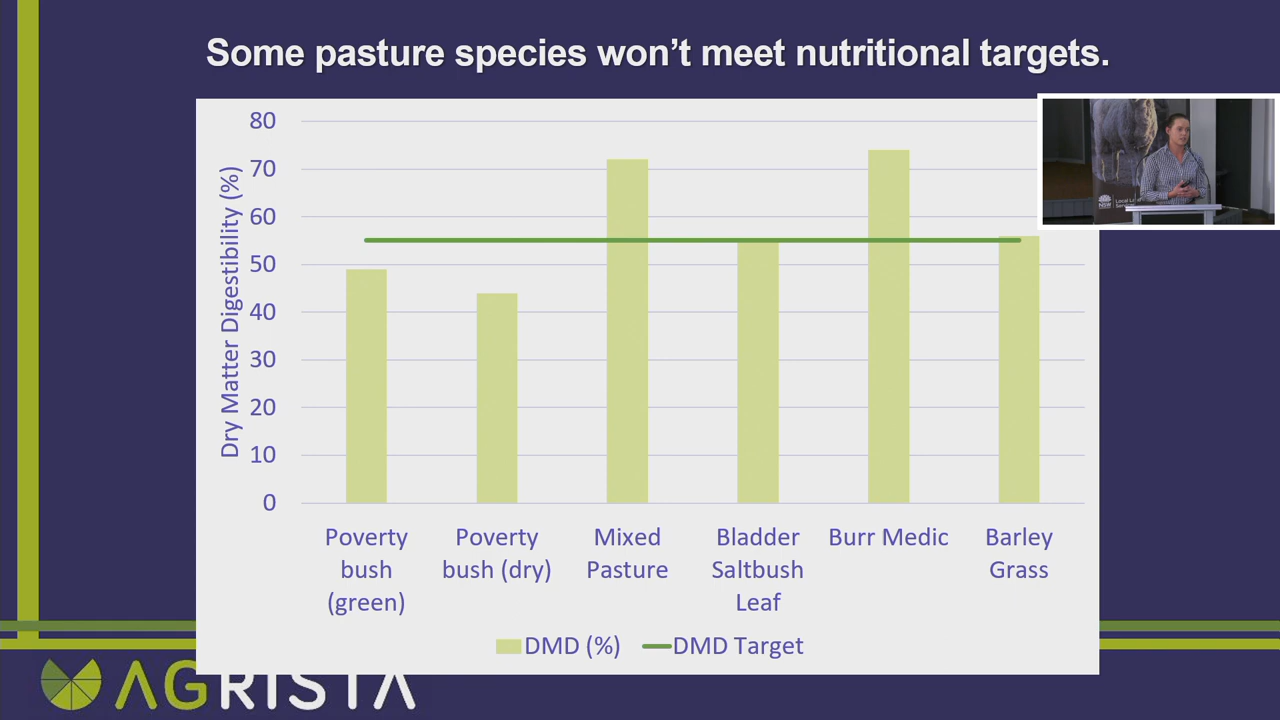 Some pasture species won't meet nutritional targets.
Dry Matter Digestibility (%)
80
70
60
50
40
30
20
10
0
Poverty
bush
(green)
Poverty
bush (dry)
Mixed
Pasture
Bladder
Saltbush
Leaf
Burr Medic
Barley
Grass
DMD (%)
DMD Target
AGRISTA